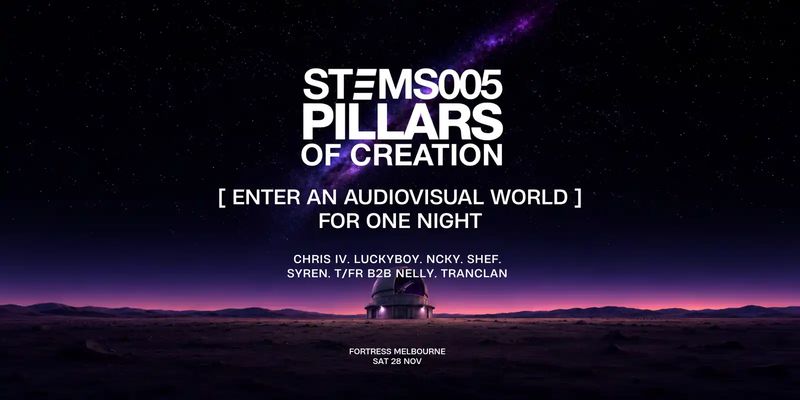 STEMS005
PILLARS
OF CREATION
[ ENTER AN AUDIOVISUAL WORLD ]
FOR ONE NIGHT
CHRIS IV. LUCKYBOY. NCKY. SHEF.
SYREN. T/FR B2B NELLY. TRANCLAN
FORTRESS MELBOURNE
SAT 28 NOV